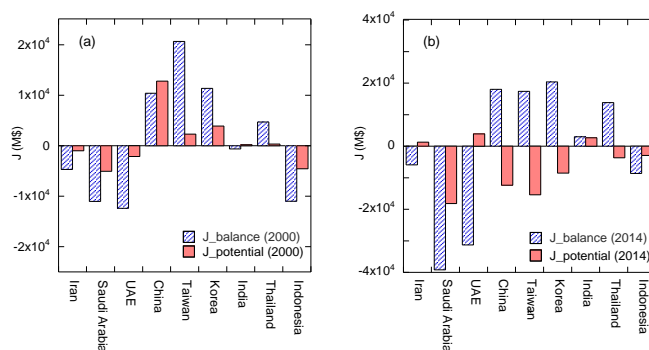 (a)
2x10⁴
1x10⁴
0
-1x10⁴
-2x10⁴
J (M$)
J_balance (2000)
J_potential (2000)
Iran
Saudi Arabia
UAE
China
Taiwan
Korea
India
Thailand
Indonesia
(b)
4x10⁴
2x10⁴
0
-2x10⁴
-4x10⁴
J (M$)
J_balance (2014)
J_potential (2014)
Iran
Saudi Arabia
UAE
China
Taiwan
Korea
India
Thailand
Indonesia